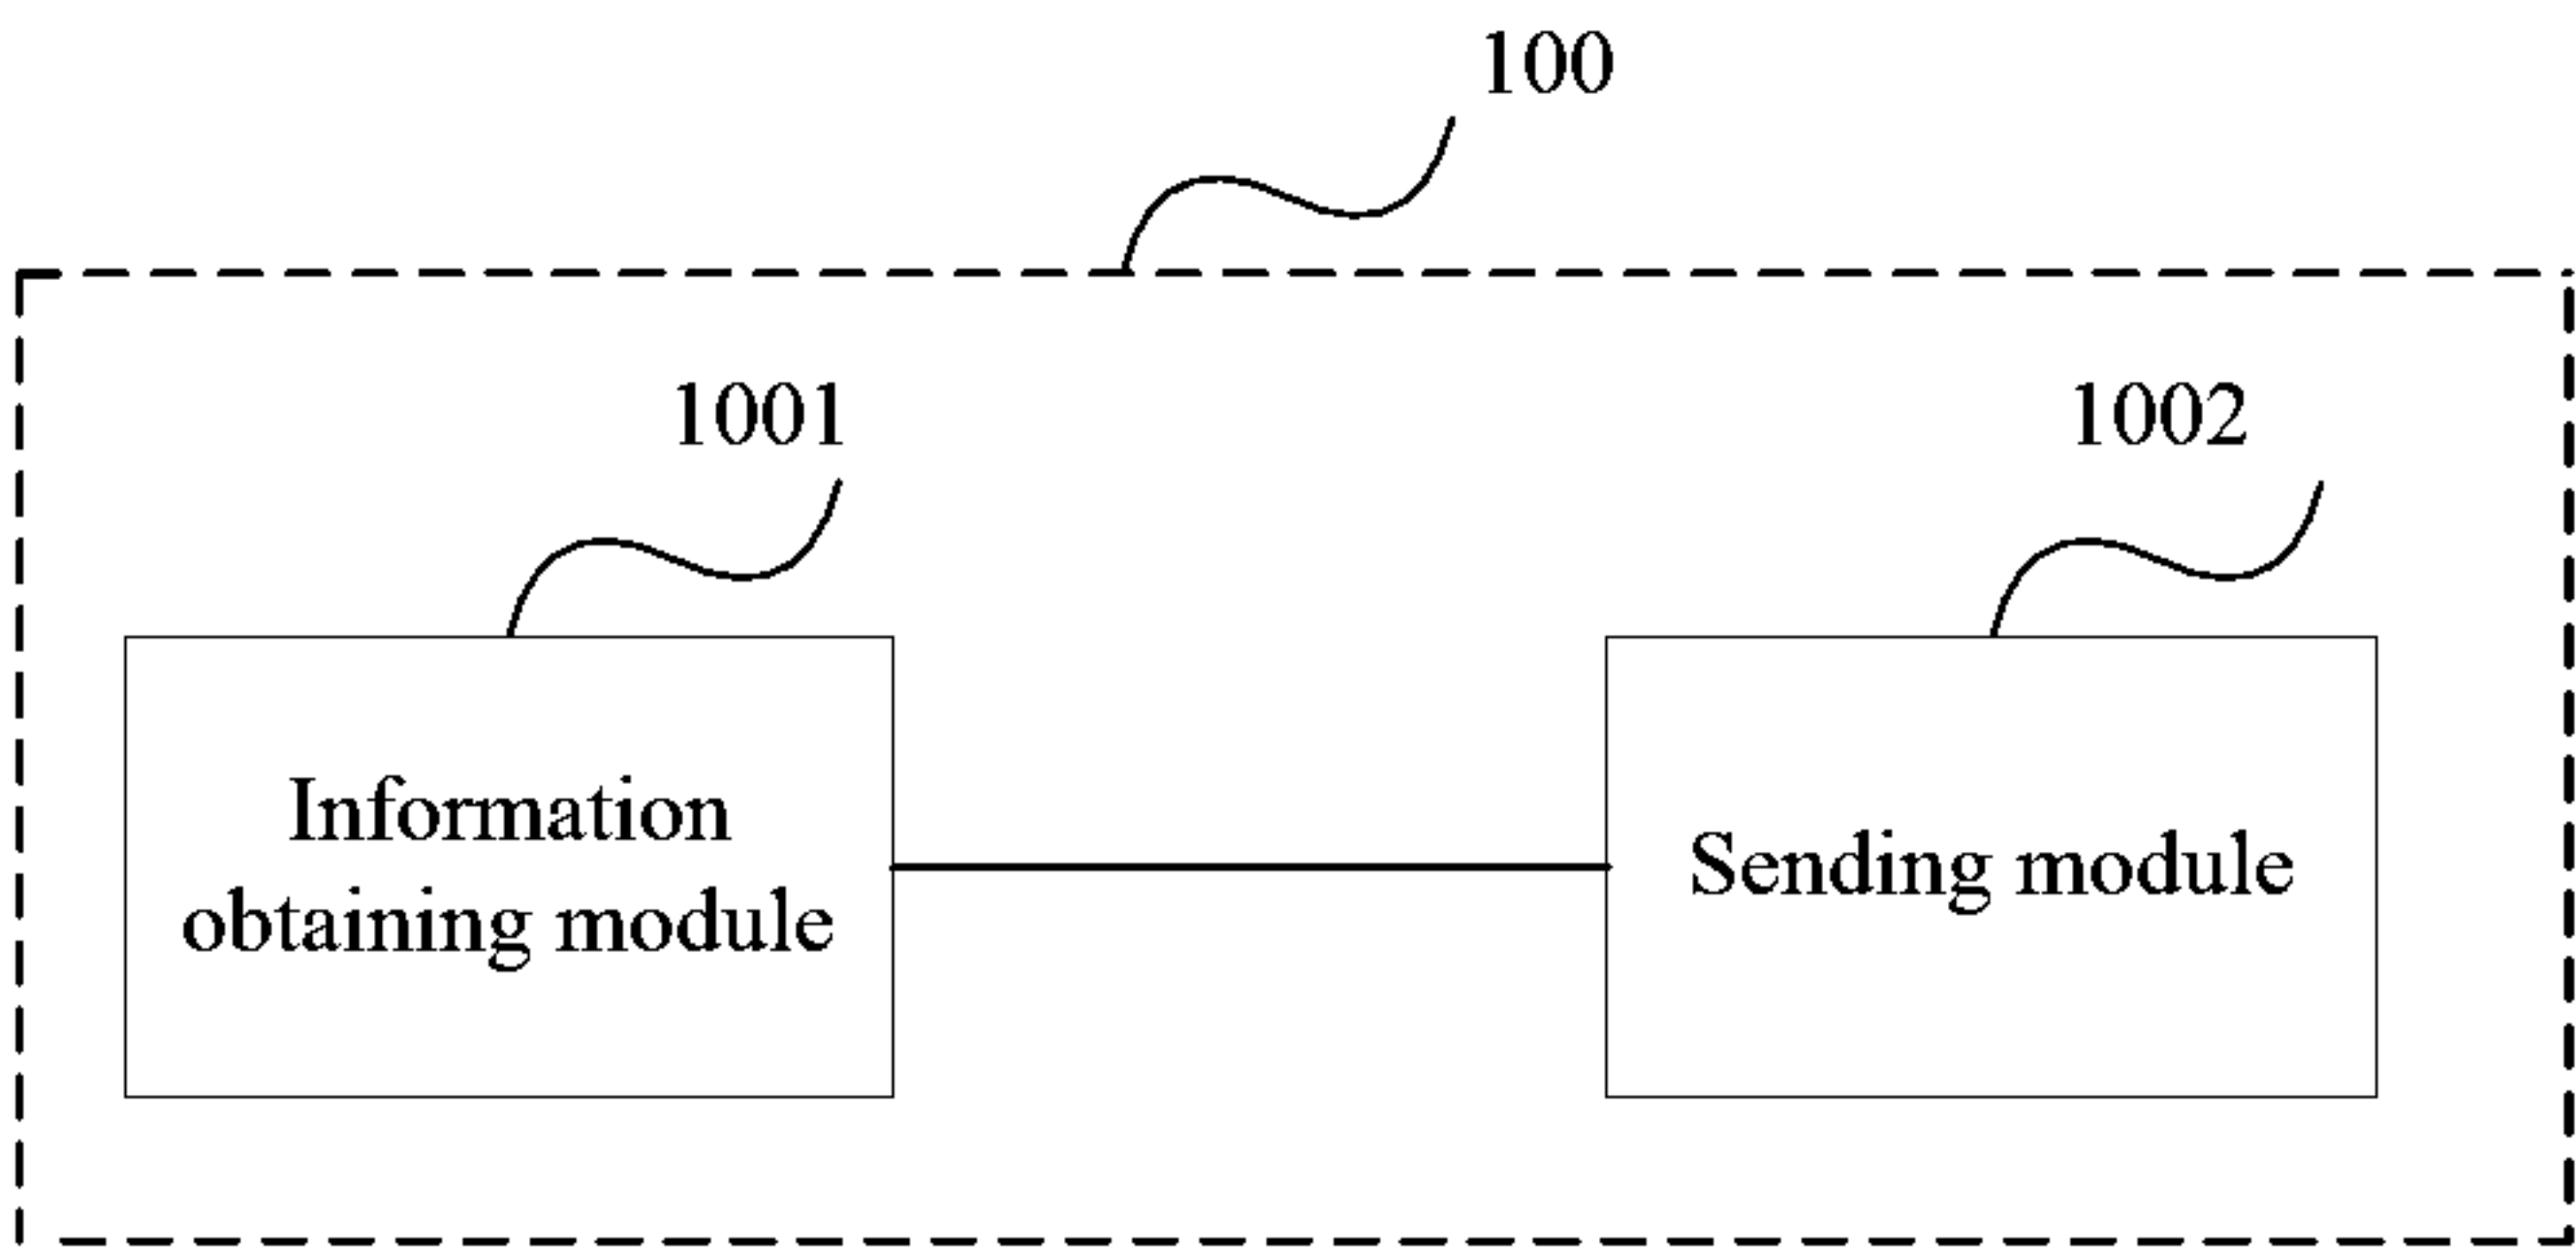 100
1001
1002
Information
obtaining module
Sending module